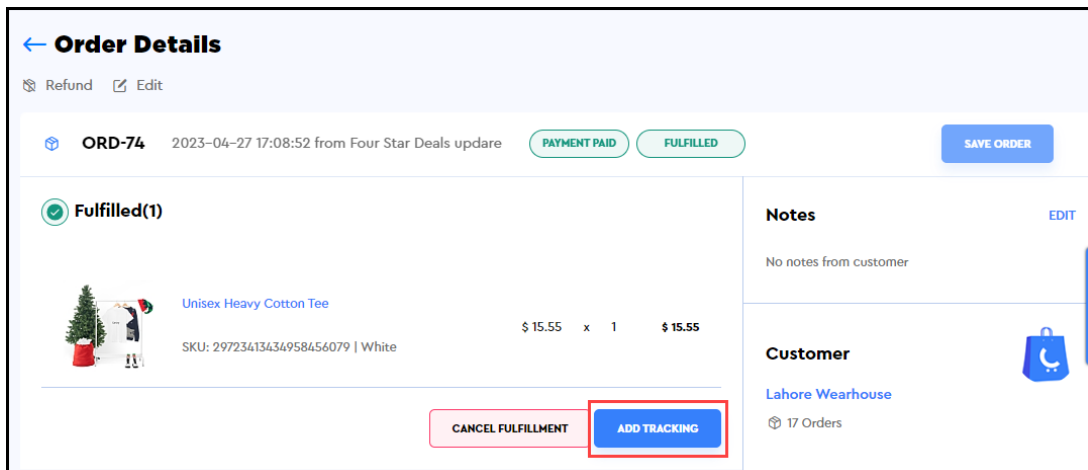 ← Order Details
Refund Edit
ORD-74 2023-04-27 17:08:52 from Four Star Deals updare PAYMENT PAID FULFILLED SAVE ORDER
Fulfilled(1)
Unisex Heavy Cotton Tee
SKU: 29723413434958456079 | White
$ 15.55 x 1 $ 15.55
CANCEL FULFILLMENT ADD TRACKING
Notes EDIT
No notes from customer
Customer
Lahore Wearhouse
17 Orders